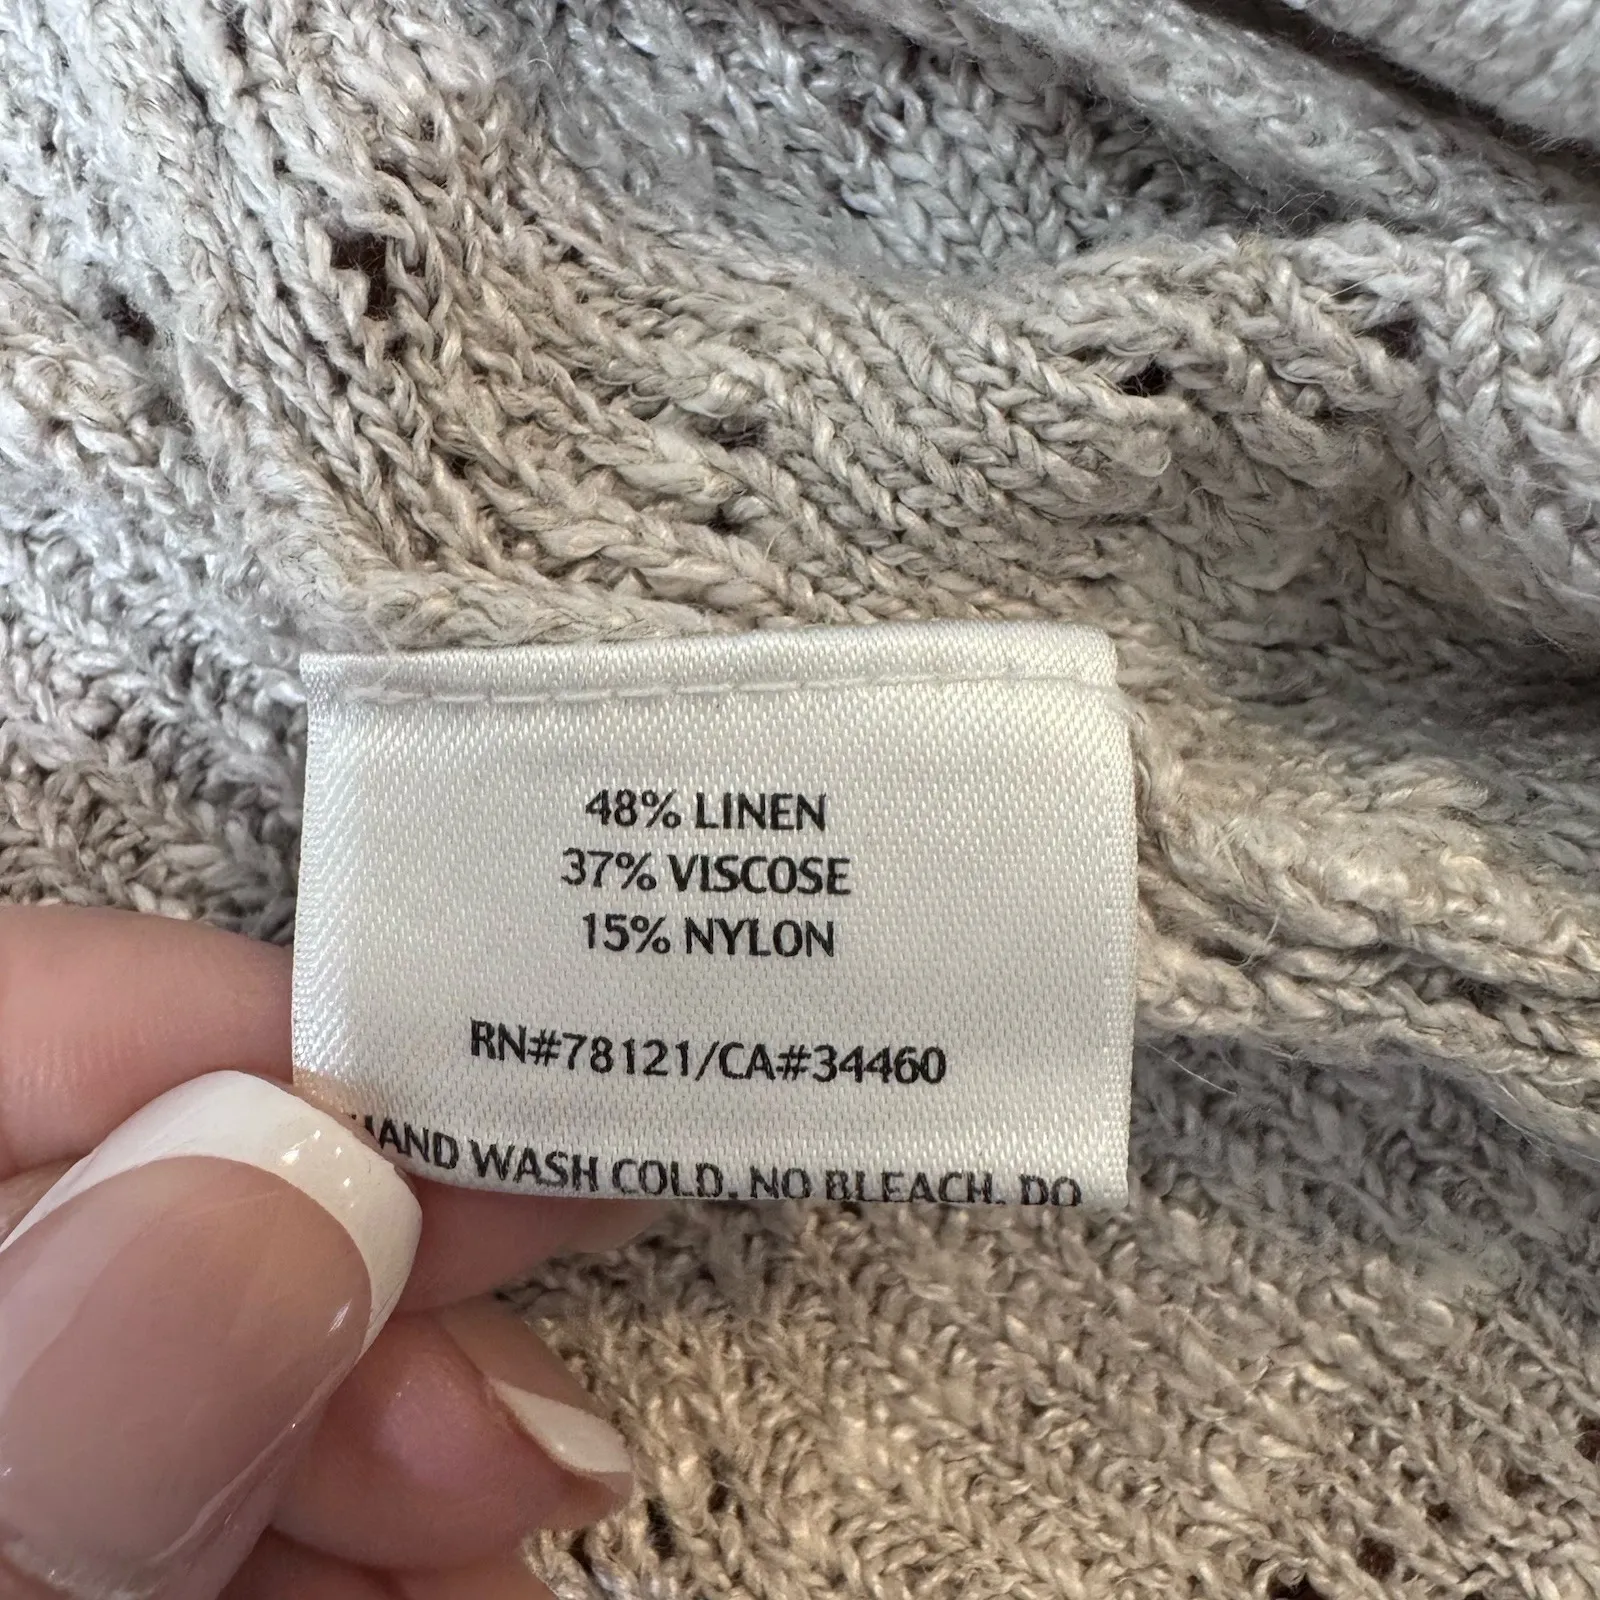 48% LINEN
37% VISCOSE
15% NYLON
RN#78121/CA#34460
HAND WASH COLD, NO BLEACH, DO